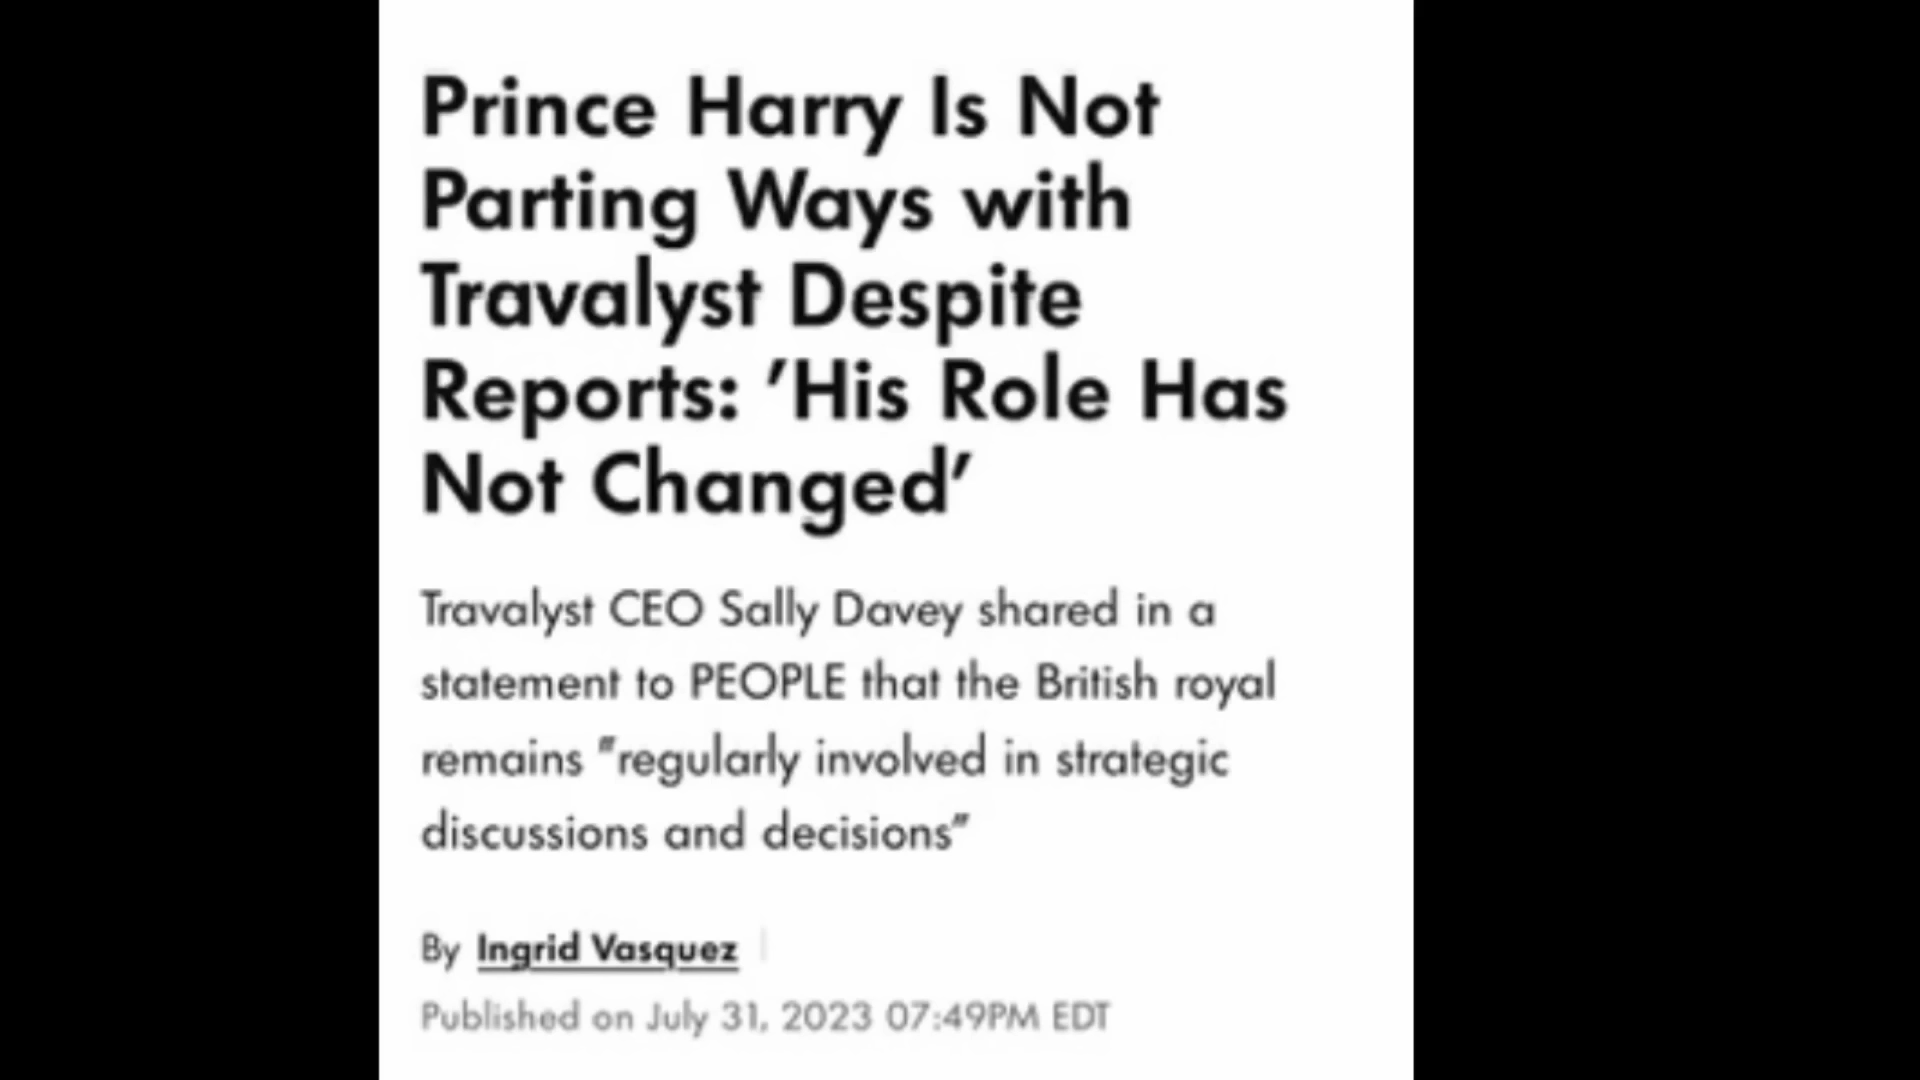 Prince Harry Is Not
Parting Ways with
Travalyst Despite
Reports: 'His Role Has
Not Changed'
Travalyst CEO Sally Davey shared in a
statement to PEOPLE that the British royal
remains "regularly involved in strategic
discussions and decisions"
By Ingrid Vasquez
Published on July 31, 2023 07:49PM EDT